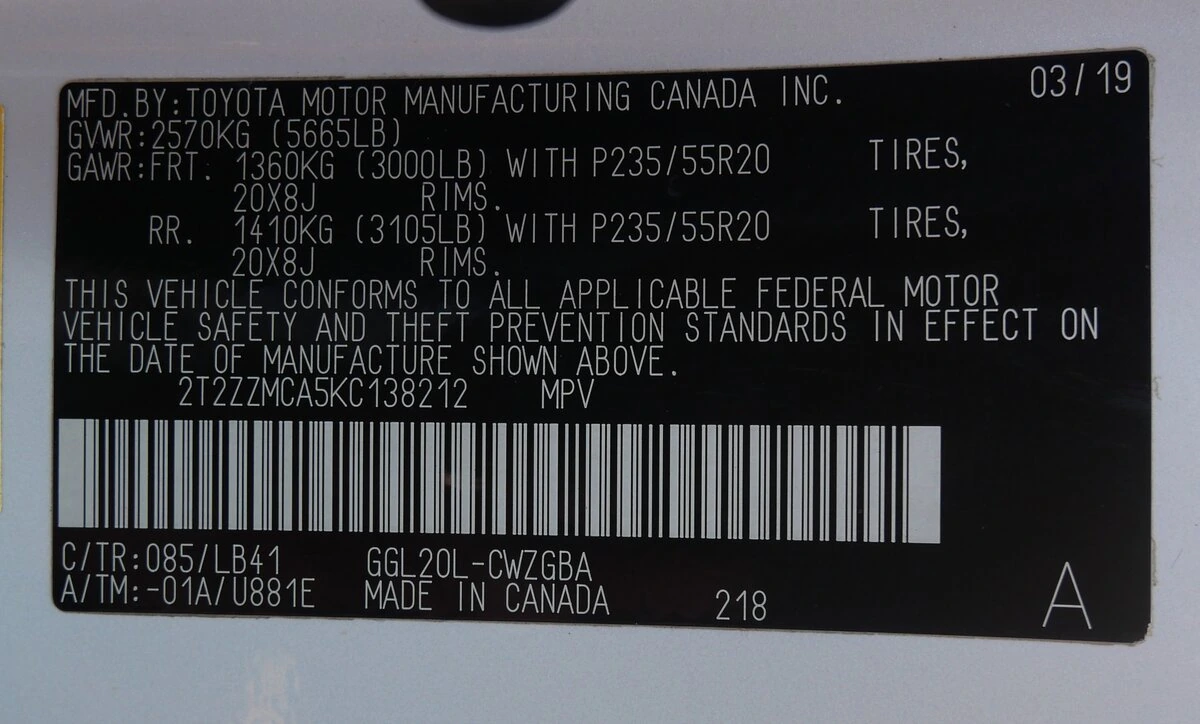 MFD.BY:TOYOTA MOTOR MANUFACTURING CANADA INC. 03/19
GVWR:2570KG (5665LB)
GAWR:FRT. 1360KG (3000LB) WITH P235/55R20 TIRES,
20X8J RIMS.
RR. 1410KG (3105LB) WITH P235/55R20 TIRES,
20X8J RIMS.
THIS VEHICLE CONFORMS TO ALL APPLICABLE FEDERAL MOTOR
VEHICLE SAFETY AND THEFT PREVENTION STANDARDS IN EFFECT ON
THE DATE OF MANUFACTURE SHOWN ABOVE.
2T2ZZMCA5KC138212 MPV
C/TR:085/LB41 GGL20L-CWZGBA
A/TM:-01A/U881E MADE IN CANADA 218 A